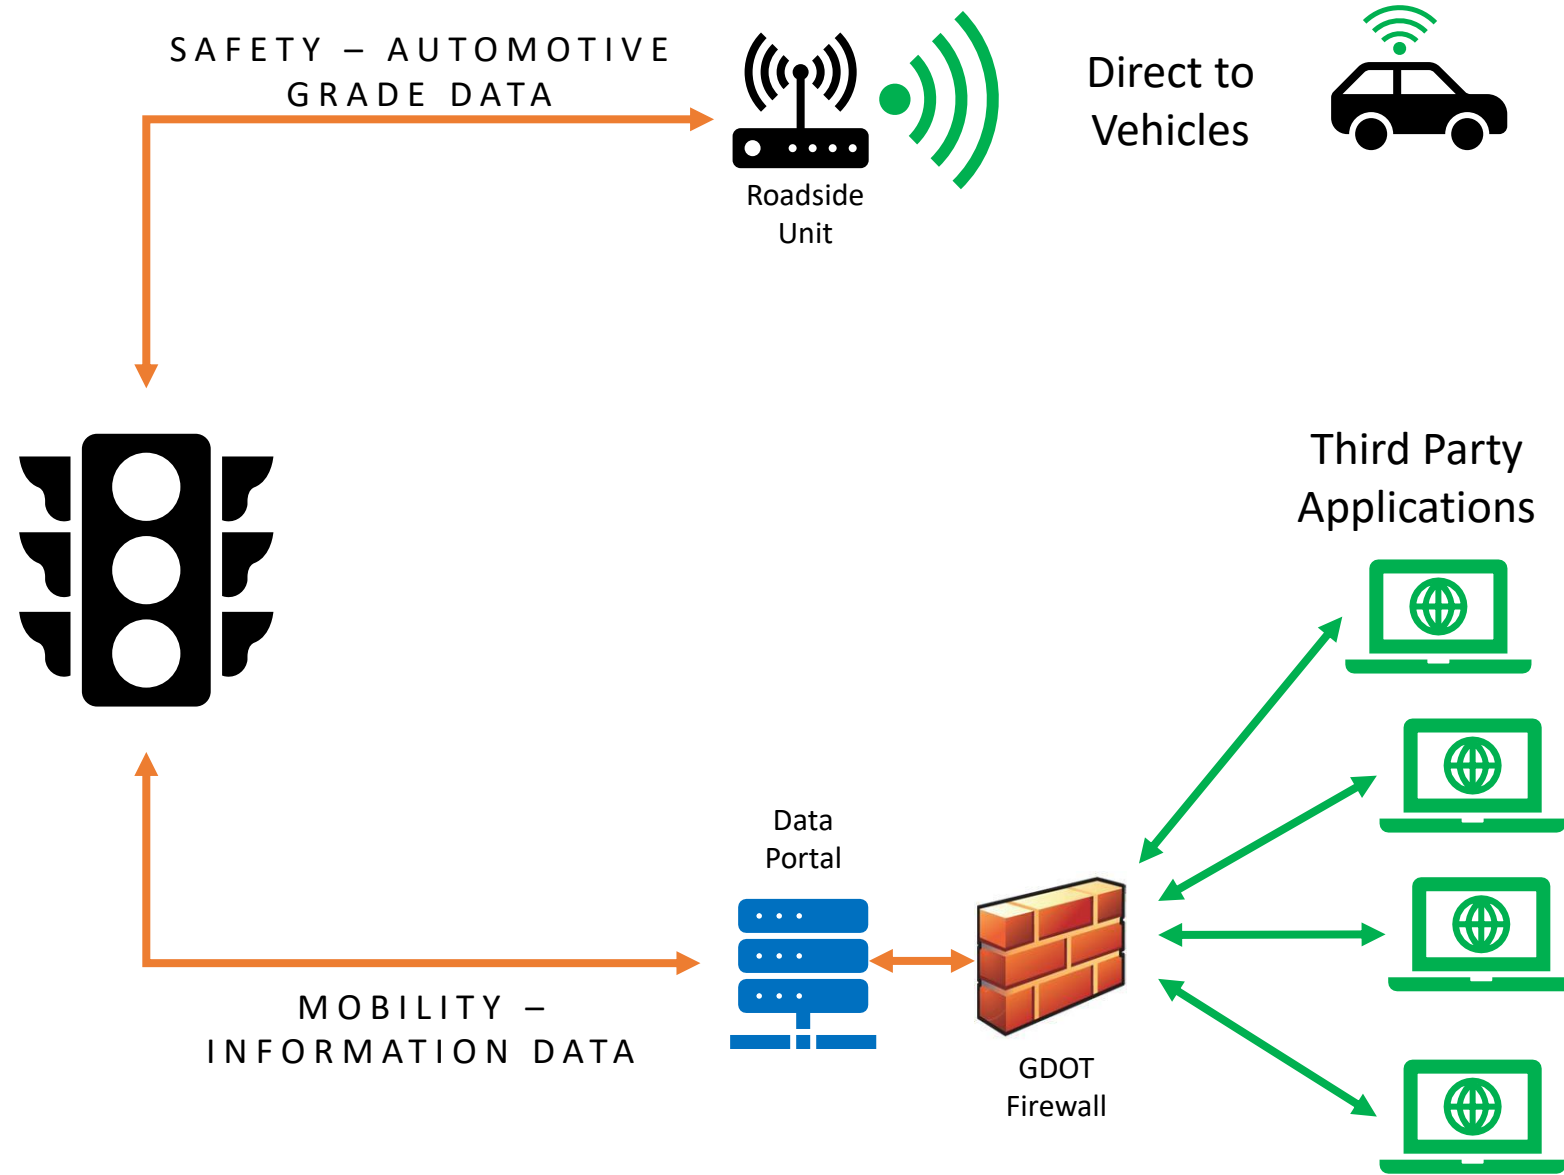 SAFETY – AUTOMOTIVE
GRADE DATA
Direct to
Vehicles
Roadside
Unit
Third Party
Applications
Data
Portal
MOBILITY –
INFORMATION DATA
GDOT
Firewall